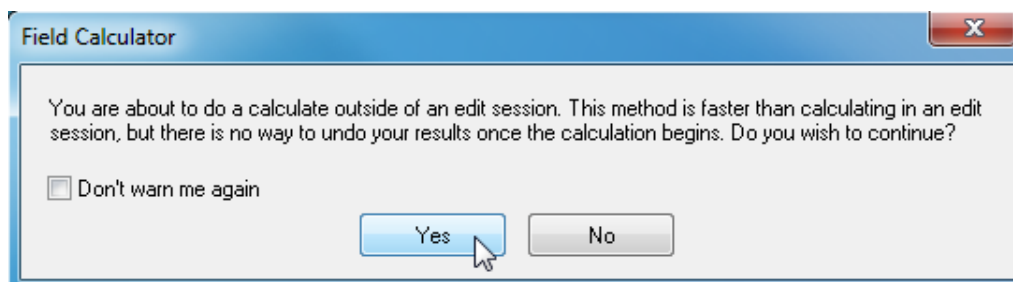 Field Calculator
You are about to do a calculate outside of an edit session. This method is faster than calculating in an edit
session, but there is no way to undo your results once the calculation begins. Do you wish to continue?
Don't warn me again
Yes No